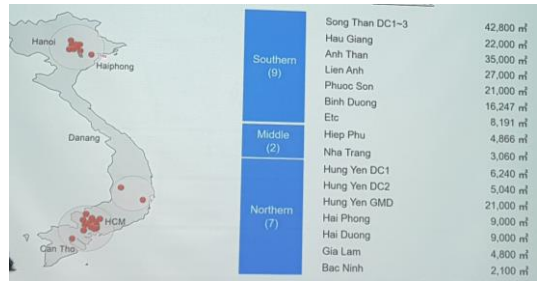 Hanoi
Haiphong
Danang
HCM
Can Tho
Southern
(9)
Song Than DC1~3 42,800 ㎡
Hau Giang 22,000 ㎡
Anh Than 35,000 ㎡
Lien Anh 27,000 ㎡
Phuoc Son 21,000 ㎡
Binh Duong 16,247 ㎡
Etc 8,191 ㎡
Middle
(2)
Hiep Phu 4,866 ㎡
Nha Trang 3,060 ㎡
Northern
(7)
Hung Yen DC1 6,240 ㎡
Hung Yen DC2 5,040 ㎡
Hung Yen GMD 21,000 ㎡
Hai Phong 9,000 ㎡
Hai Duong 9,000 ㎡
Gia Lam 4,800 ㎡
Bac Ninh 2,100 ㎡